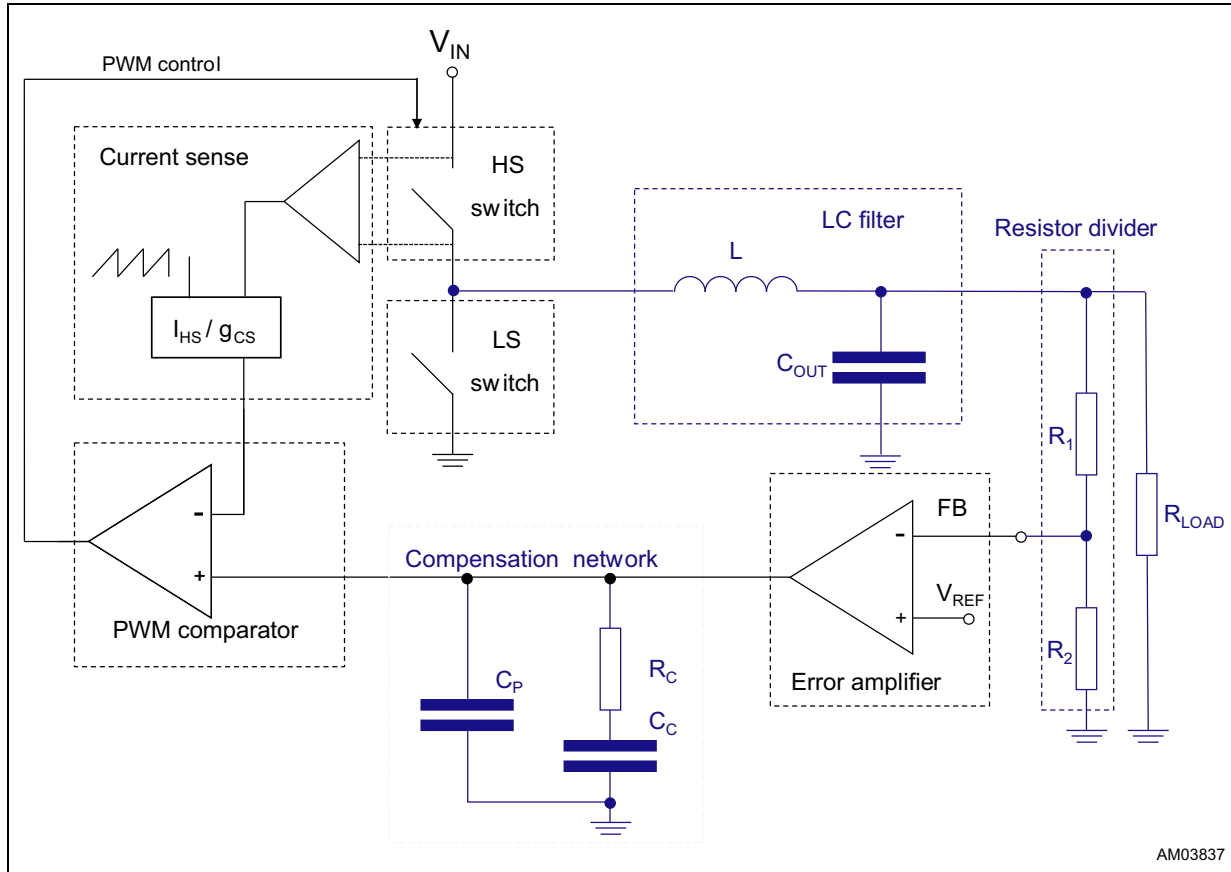 V_IN
PWM control
Current sense
HS
switch
LC filter
Resistor divider
L
I_HS / g_CS
LS
switch
C_OUT
R_1
FB
R_LOAD
-
-
Compensation network
+
V_REF
+
PWM comparator
R_2
C_P
R_C
Error amplifier
C_C
AM03837